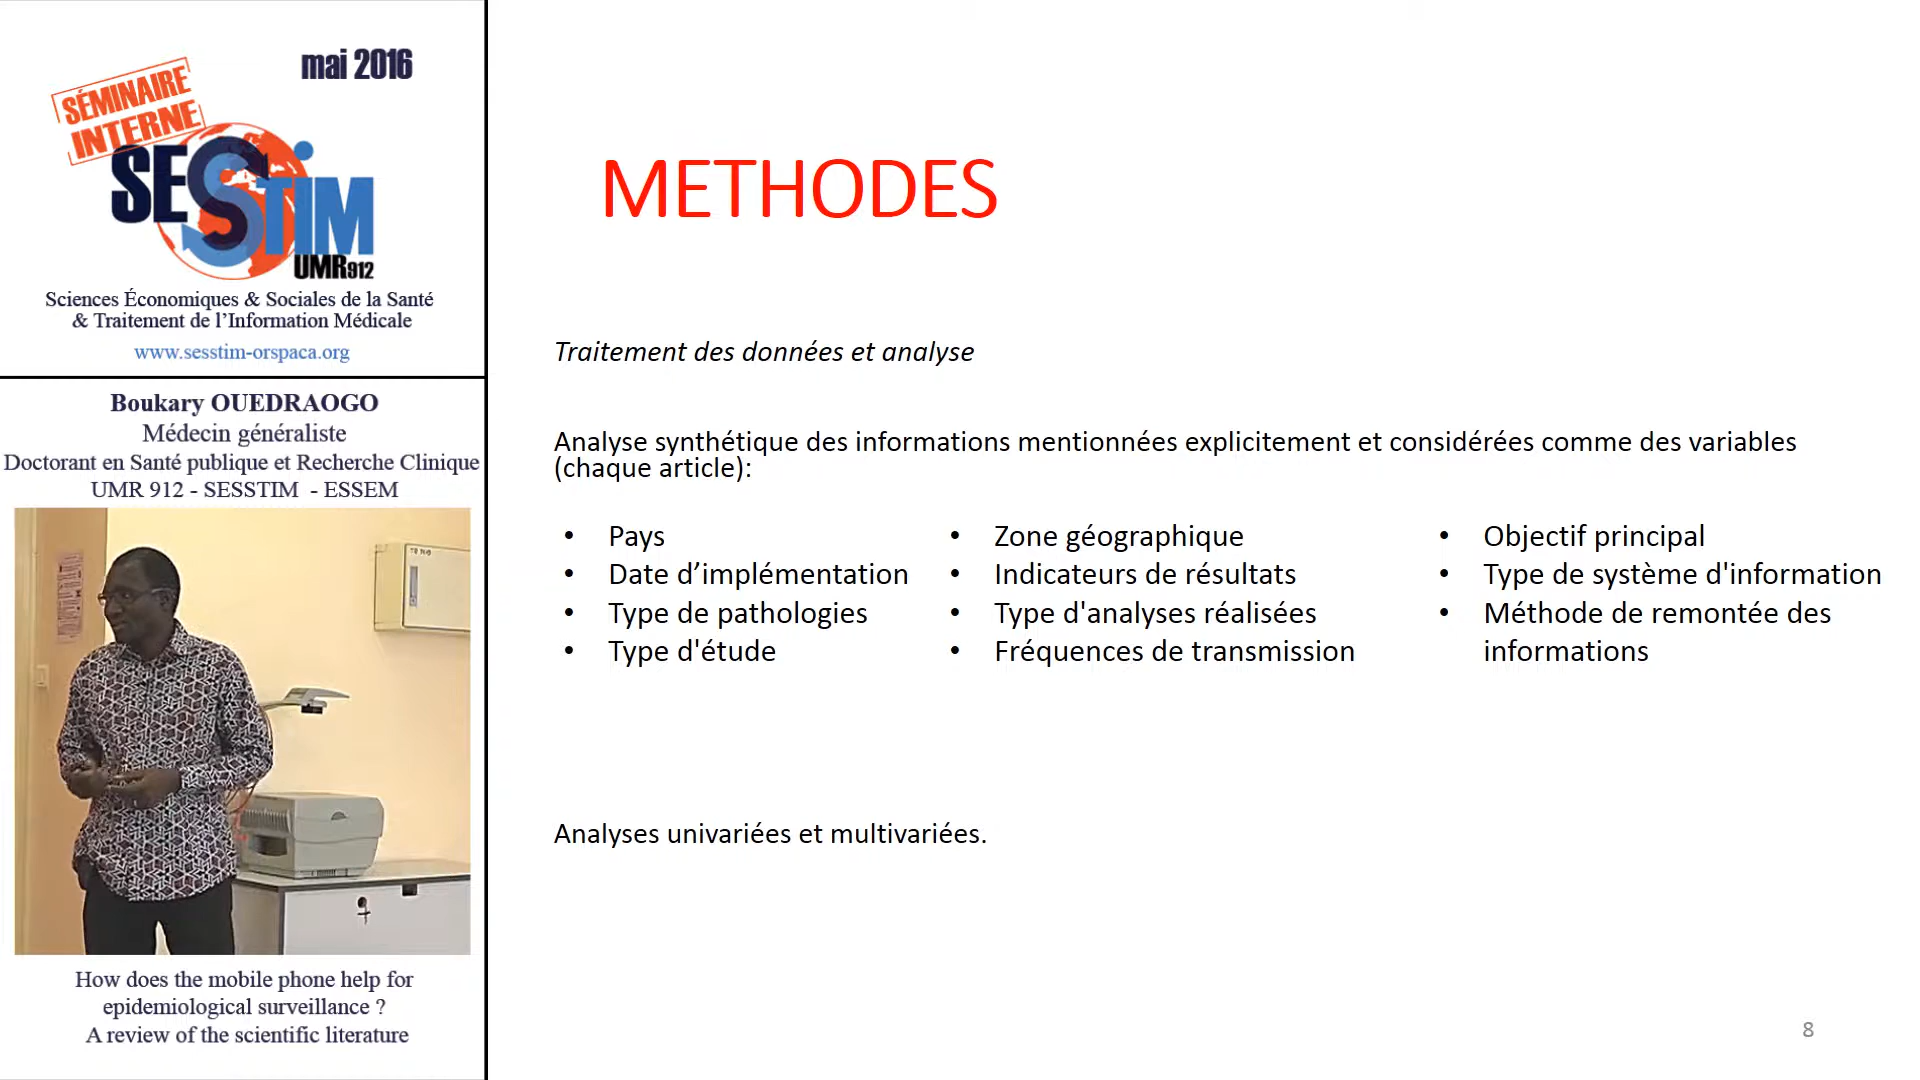 mai 2016
SÉMINAIRE
INTERNE
SESSTIM
UMR912
Sciences Économiques & Sociales de la Santé
& Traitement de l’Information Médicale
www.sesstim-orspaca.org
Boukary OUEDRAOGO
Médecin généraliste
Doctorant en Santé publique et Recherche Clinique
UMR 912 - SESSTIM - ESSEM
How does the mobile phone help for
epidemiological surveillance ?
A review of the scientific literature
METHODES
Traitement des données et analyse
Analyse synthétique des informations mentionnées explicitement et considérées comme des variables
(chaque article):
• Pays
• Date d’implémentation
• Type de pathologies
• Type d'étude
• Zone géographique
• Indicateurs de résultats
• Type d'analyses réalisées
• Fréquences de transmission
• Objectif principal
• Type de système d'information
• Méthode de remontée des
informations
Analyses univariées et multivariées.
8